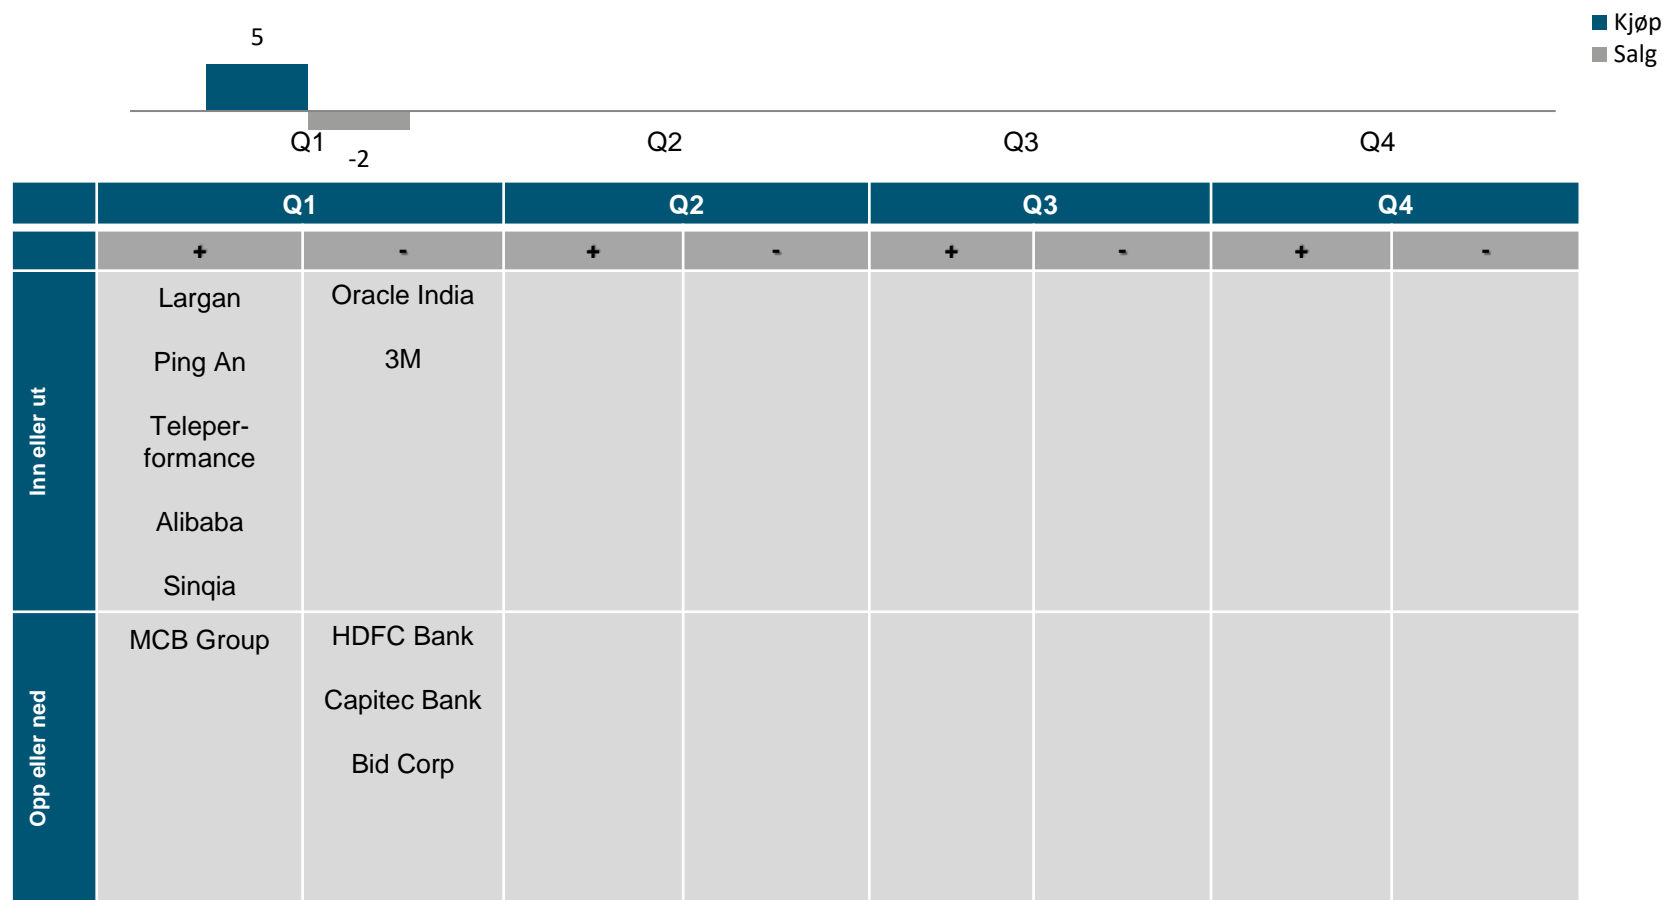 5
Kjøp
Salg
Q1
-2
Q2
Q3
Q4
Q1
Q2
Q3
Q4
+
-
+
-
+
-
+
-
Inn eller ut
Largan
Ping An
Teleper-
formance
Alibaba
Sinqia
Oracle India
3M
Opp eller ned
MCB Group
HDFC Bank
Capitec Bank
Bid Corp